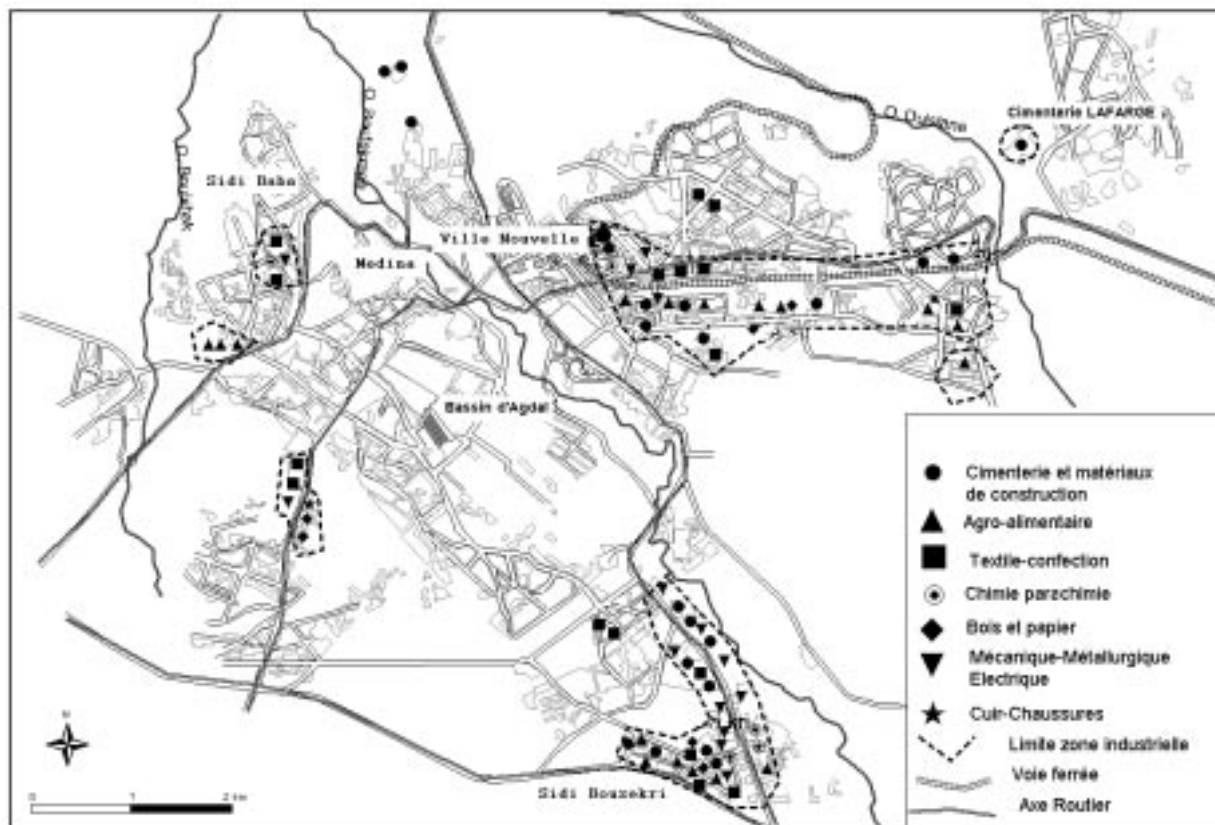 Cimenterie LAFARGE
Sidi Baba
O. Bouishak
Ville Nouvelle
Medina
Bassin d'Agdal
Cimenterie et matériaux
de construction
Agro-alimentaire
Textile-confection
Chimie parachimie
Bois et papier
Mécanique-Métallurgique
Electrique
Cuir-Chaussures
Limite zone industrielle
Voie ferrée
Axe Routier
N
0 1 2 km
Sidi Bouzekri